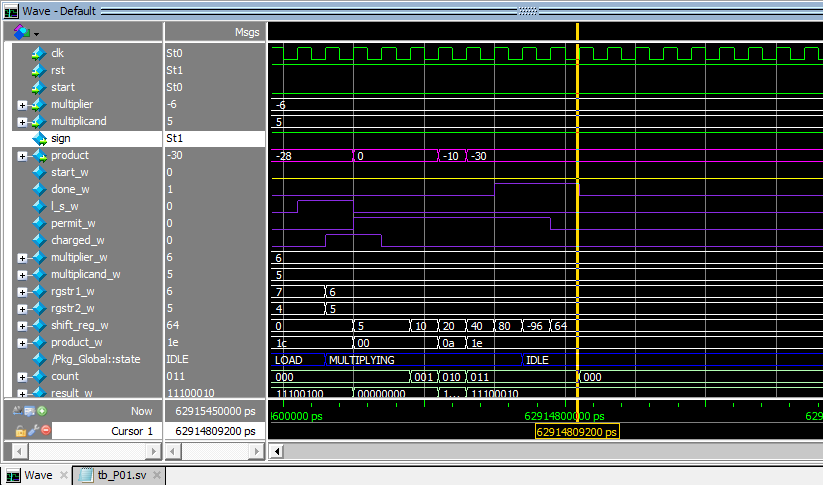 Wave - Default
Msgs
clk St0
rst St1
start St0
multiplier -6 -6
multiplicand 5 5
sign St1
product -30 -28 0 -10 -30
start_w 0
done_w 1
l_s_w 0
permit_w 0
charged_w 0
multiplier_w 6 6
multiplicand_w 5 5
rgstr1_w 6 7 6
rgstr2_w 5 4 5
shift_reg_w 64 0 5 10 20 40 80 -96 64
product_w 1e 1c 00 0a 1e
/Pkg_Global::state IDLE LOAD MULTIPLYING IDLE
count 011 000 001 010 011 000
result_w 11100010 11100100 00000000 1... 11100010
Now 62915450000 ps 600000 ps 62914800000 ps 629
Cursor 1 62914809200 ps 62914809200 ps
Wave tb_P01.sv